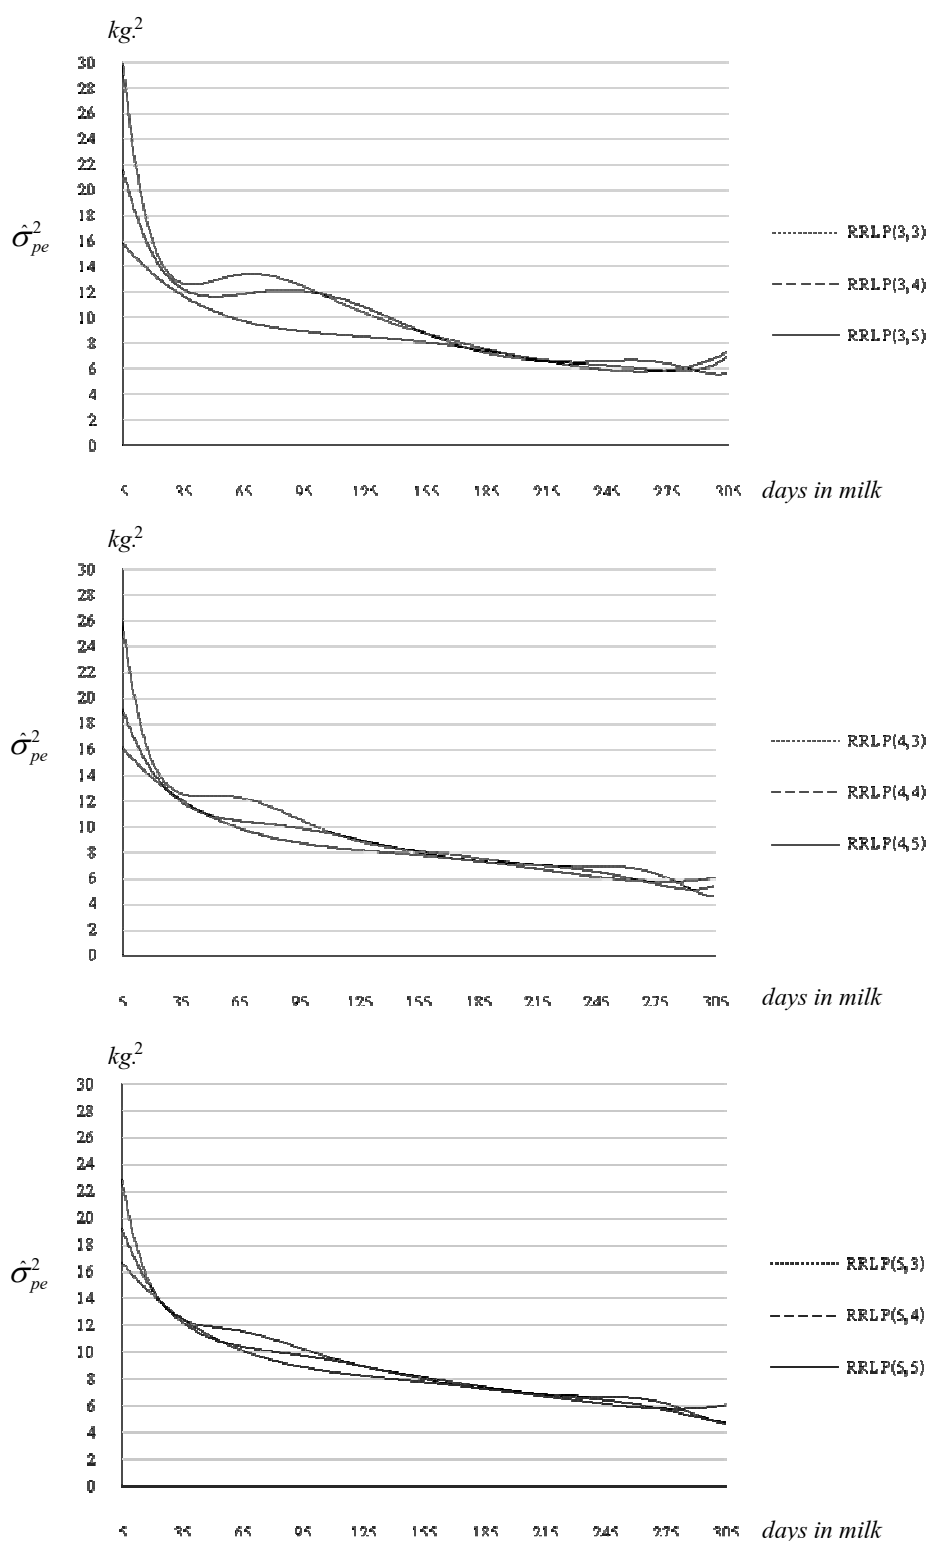 kg.²
30
28
26
24
22
20
18
16
14
12
10
8
6
4
2
0
σ̂²pe
RRLP(3,3)
RRLP(3,4)
RRLP(3,5)
5 35 65 95 125 155 185 215 245 275 305 days in milk
kg.²
30
28
26
24
22
20
18
16
14
12
10
8
6
4
2
0
σ̂²pe
RRLP(4,3)
RRLP(4,4)
RRLP(4,5)
5 35 65 95 125 155 185 215 245 275 305 days in milk
kg.²
30
28
26
24
22
20
18
16
14
12
10
8
6
4
2
0
σ̂²pe
RRLP(5,3)
RRLP(5,4)
RRLP(5,5)
5 35 65 95 125 155 185 215 245 275 305 days in milk